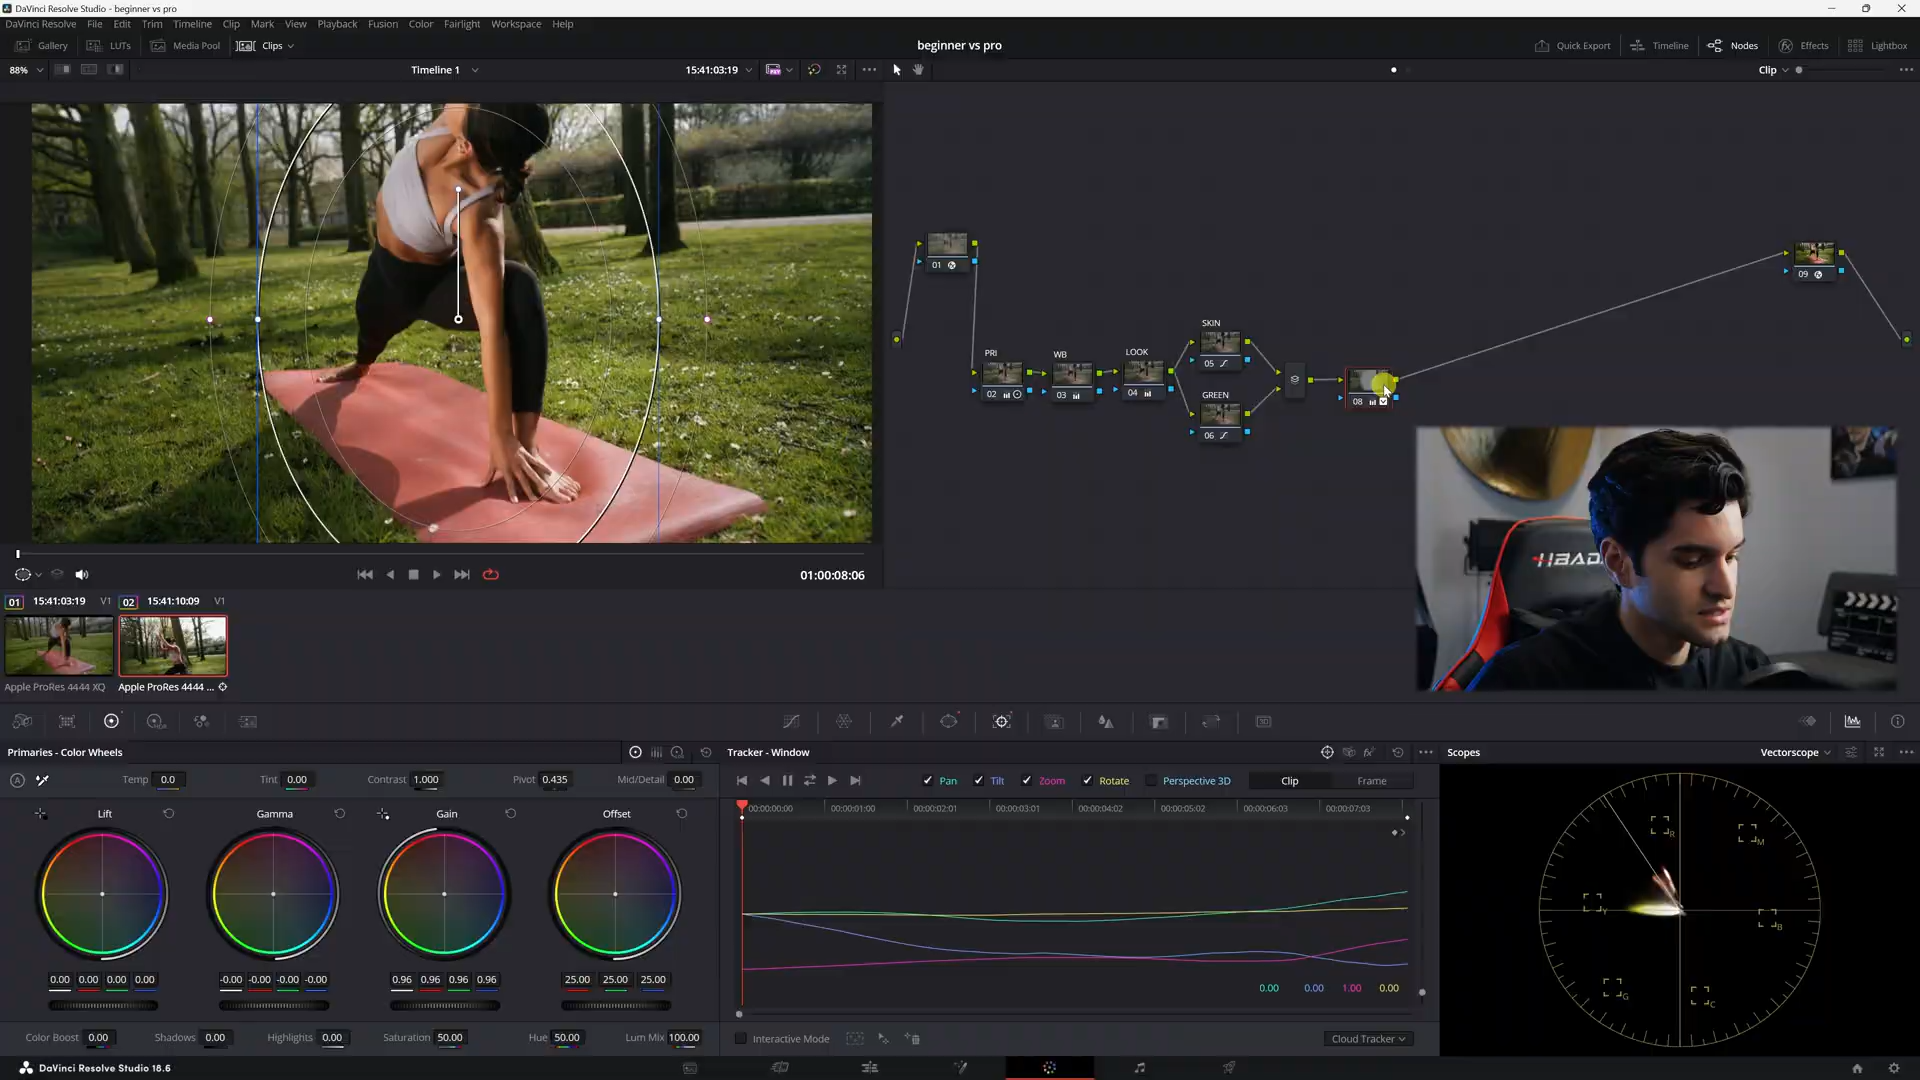 DaVinci Resolve Studio - beginner vs pro
DaVinci Resolve File Edit Trim Timeline Clip Mark View Playback Fusion Color Fairlight Workspace Help
Gallery LUTs Media Pool Clips beginner vs pro Quick Export Timeline Nodes Effects Lightbox
88% Timeline 1 15:41:03:19 Clip
01
SKIN
PRI WB LOOK
05
02 03 04
GREEN
06
08
09
HBAD
01:00:08:06
01 15:41:03:19 V1 02 15:41:10:09 V1
Apple ProRes 4444 XQ Apple ProRes 4444 ...
Primaries - Color Wheels Tracker - Window Scopes Vectorscope
Temp 0.0 Tint 0.00 Contrast 1.000 Pivot 0.435 Mid/Detail 0.00
Pan Tilt Zoom Rotate Perspective 3D Clip Frame
Lift Gamma Gain Offset
00:00:00:00 00:00:01:00 00:00:02:01 00:00:03:01 00:00:04:02 00:00:05:02 00:00:06:03 00:00:07:03
R M Y B G C
0.00 0.00 0.00 0.00 -0.00 -0.00 -0.00 -0.00 0.96 0.96 0.96 0.96 25.00 25.00 25.00
0.00 0.00 1.00 0.00
Color Boost 0.00 Shadows 0.00 Highlights 0.00 Saturation 50.00 Hue 50.00 Lum Mix 100.00
Interactive Mode Cloud Tracker
DaVinci Resolve Studio 18.6